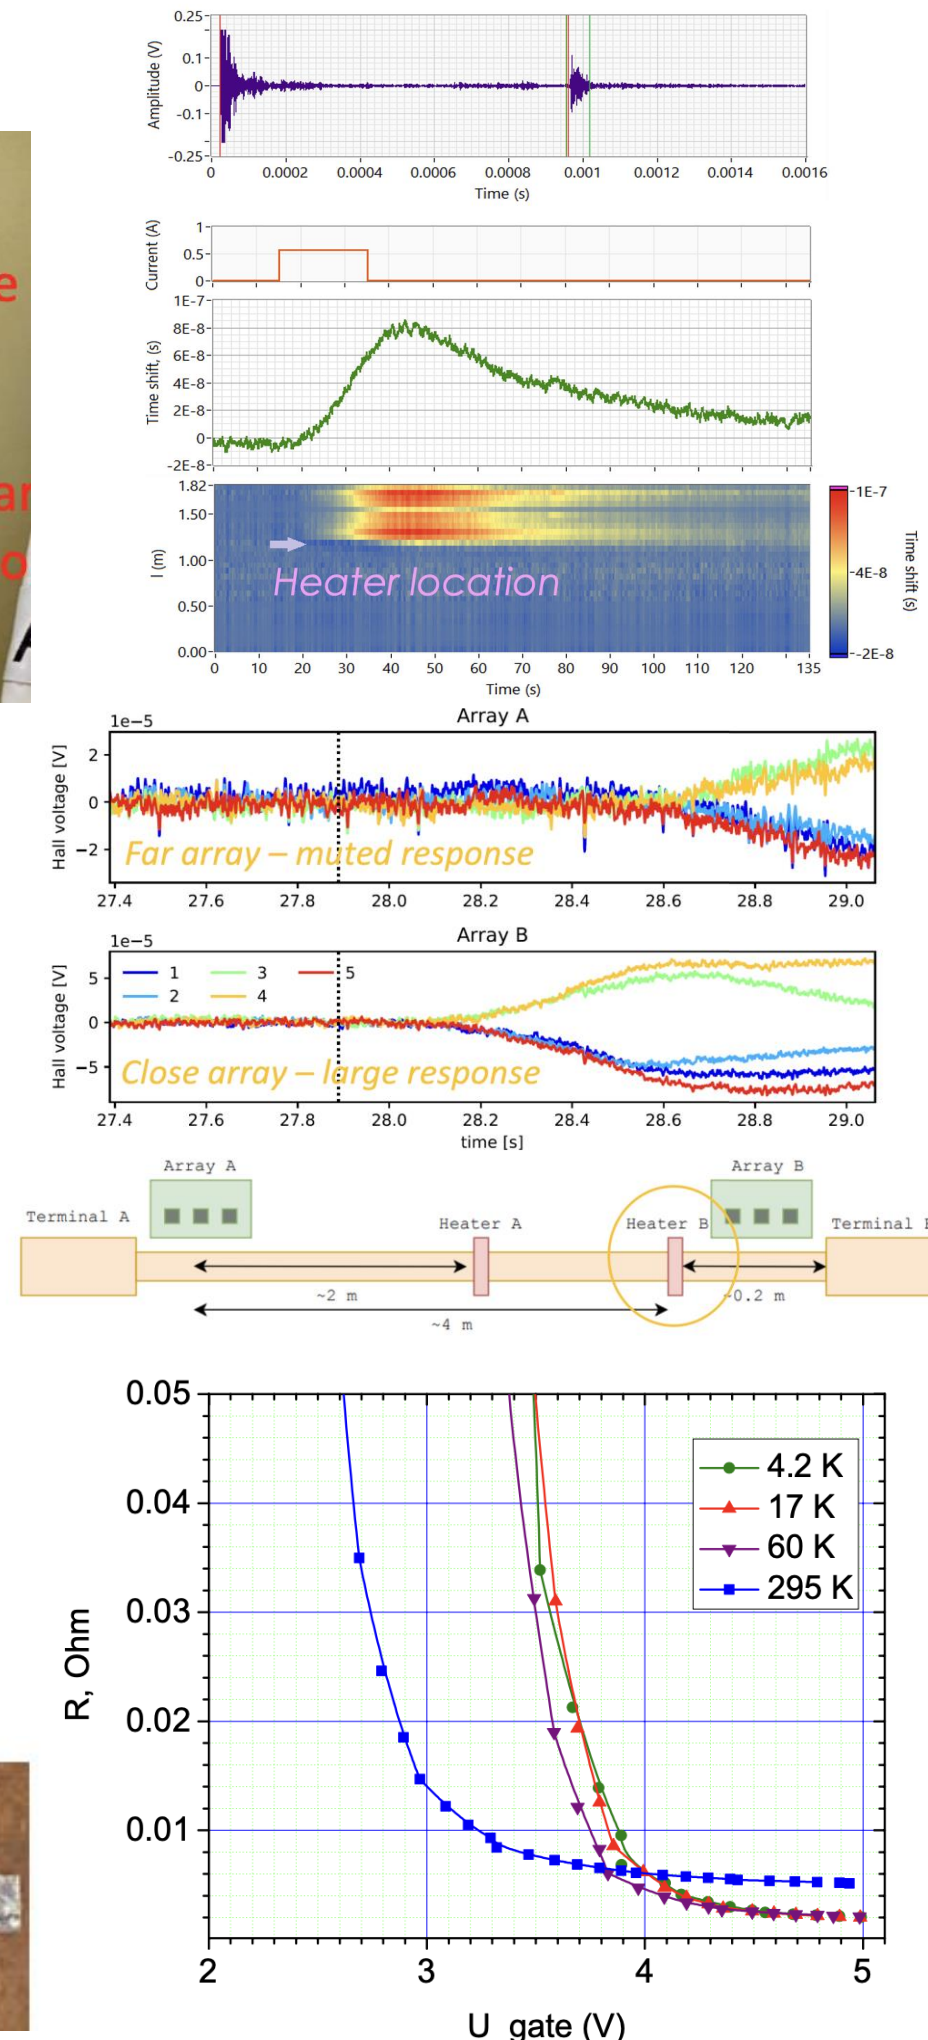 0.25
0.1
0
-0.1
-0.25
Amplitude (V)
0 0.0002 0.0004 0.0006 0.0008 0.001 0.0012 0.0014 0.0016
Time (s)
e
ar
o
Current (A)
1
0.5
0
Time shift, (s)
1E-7
8E-8
6E-8
4E-8
2E-8
0
-2E-8
l (m)
1.82
1.50
1.00
0.50
0.00
Heater location
1E-7
4E-8
-2E-8
Time shift (s)
0 10 20 30 40 50 60 70 80 90 100 110 120 135
Time (s)
Array A
1e−5
Hall voltage [V]
2
0
−2
Far array – muted response
27.4 27.6 27.8 28.0 28.2 28.4 28.6 28.8 29.0
Array B
1e−5
Hall voltage [V]
5
0
−5
1 3 5
2 4
Close array – large response
27.4 27.6 27.8 28.0 28.2 28.4 28.6 28.8 29.0
time [s]
Array A Array B
Terminal A Heater A Heater B Terminal
~2 m ~0.2 m
~4 m
0.05
0.04
0.03
0.02
0.01
R, Ohm
4.2 K
17 K
60 K
295 K
2 3 4 5
U_gate (V)